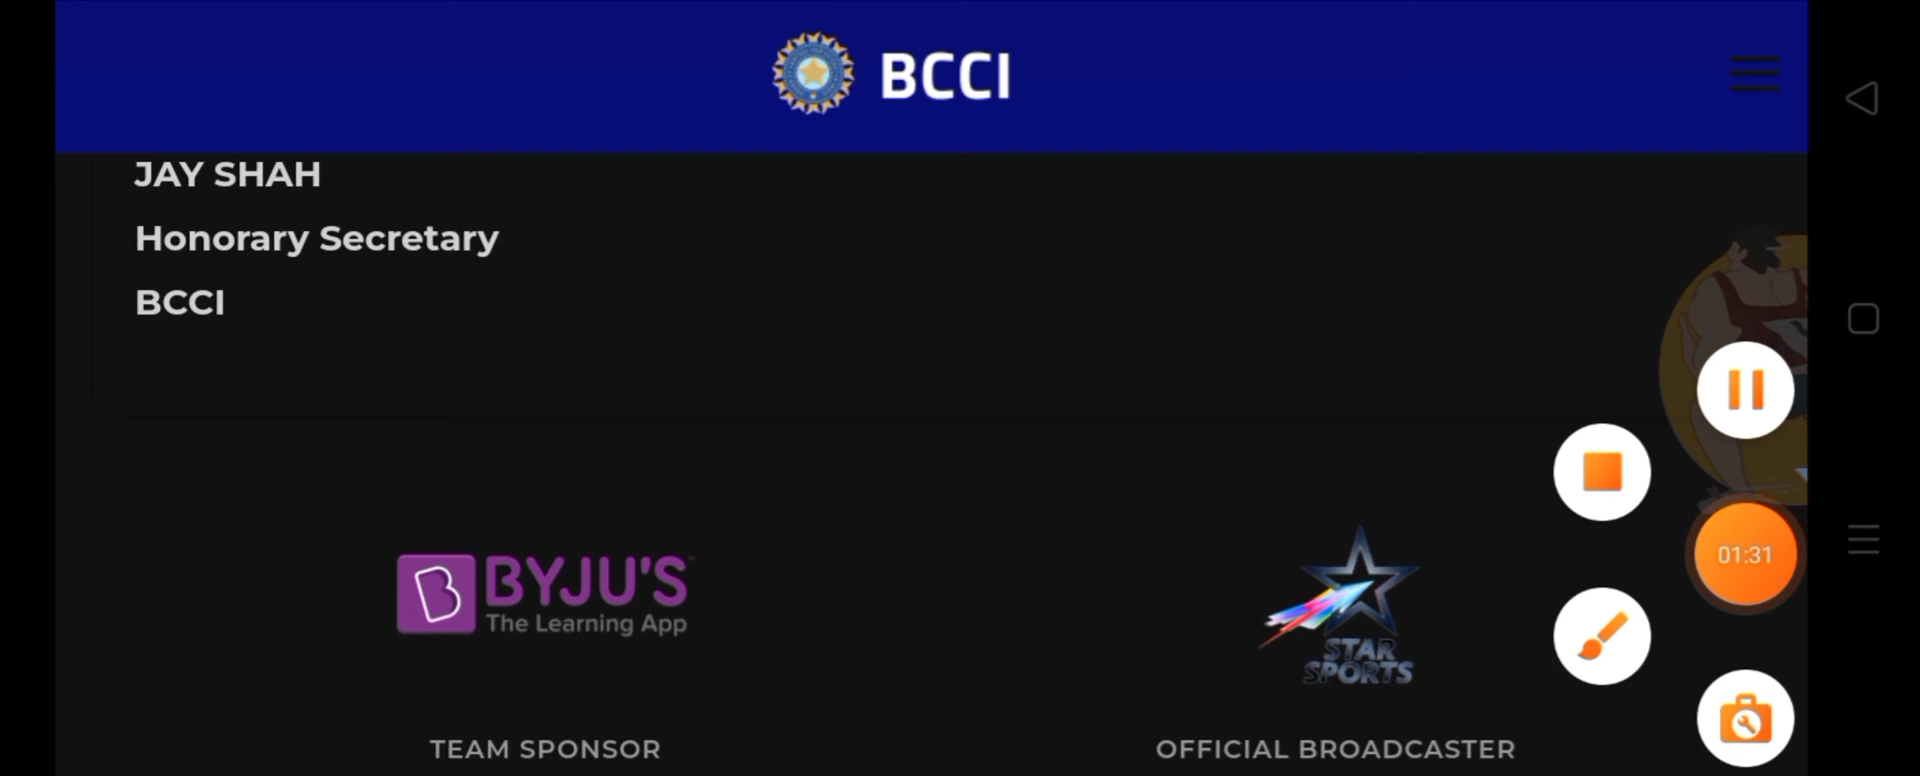 BCCI
JAY SHAH
Honorary Secretary
BCCI
BYJU'S
The Learning App
STAR
SPORTS
01:31
TEAM SPONSOR
OFFICIAL BROADCASTER